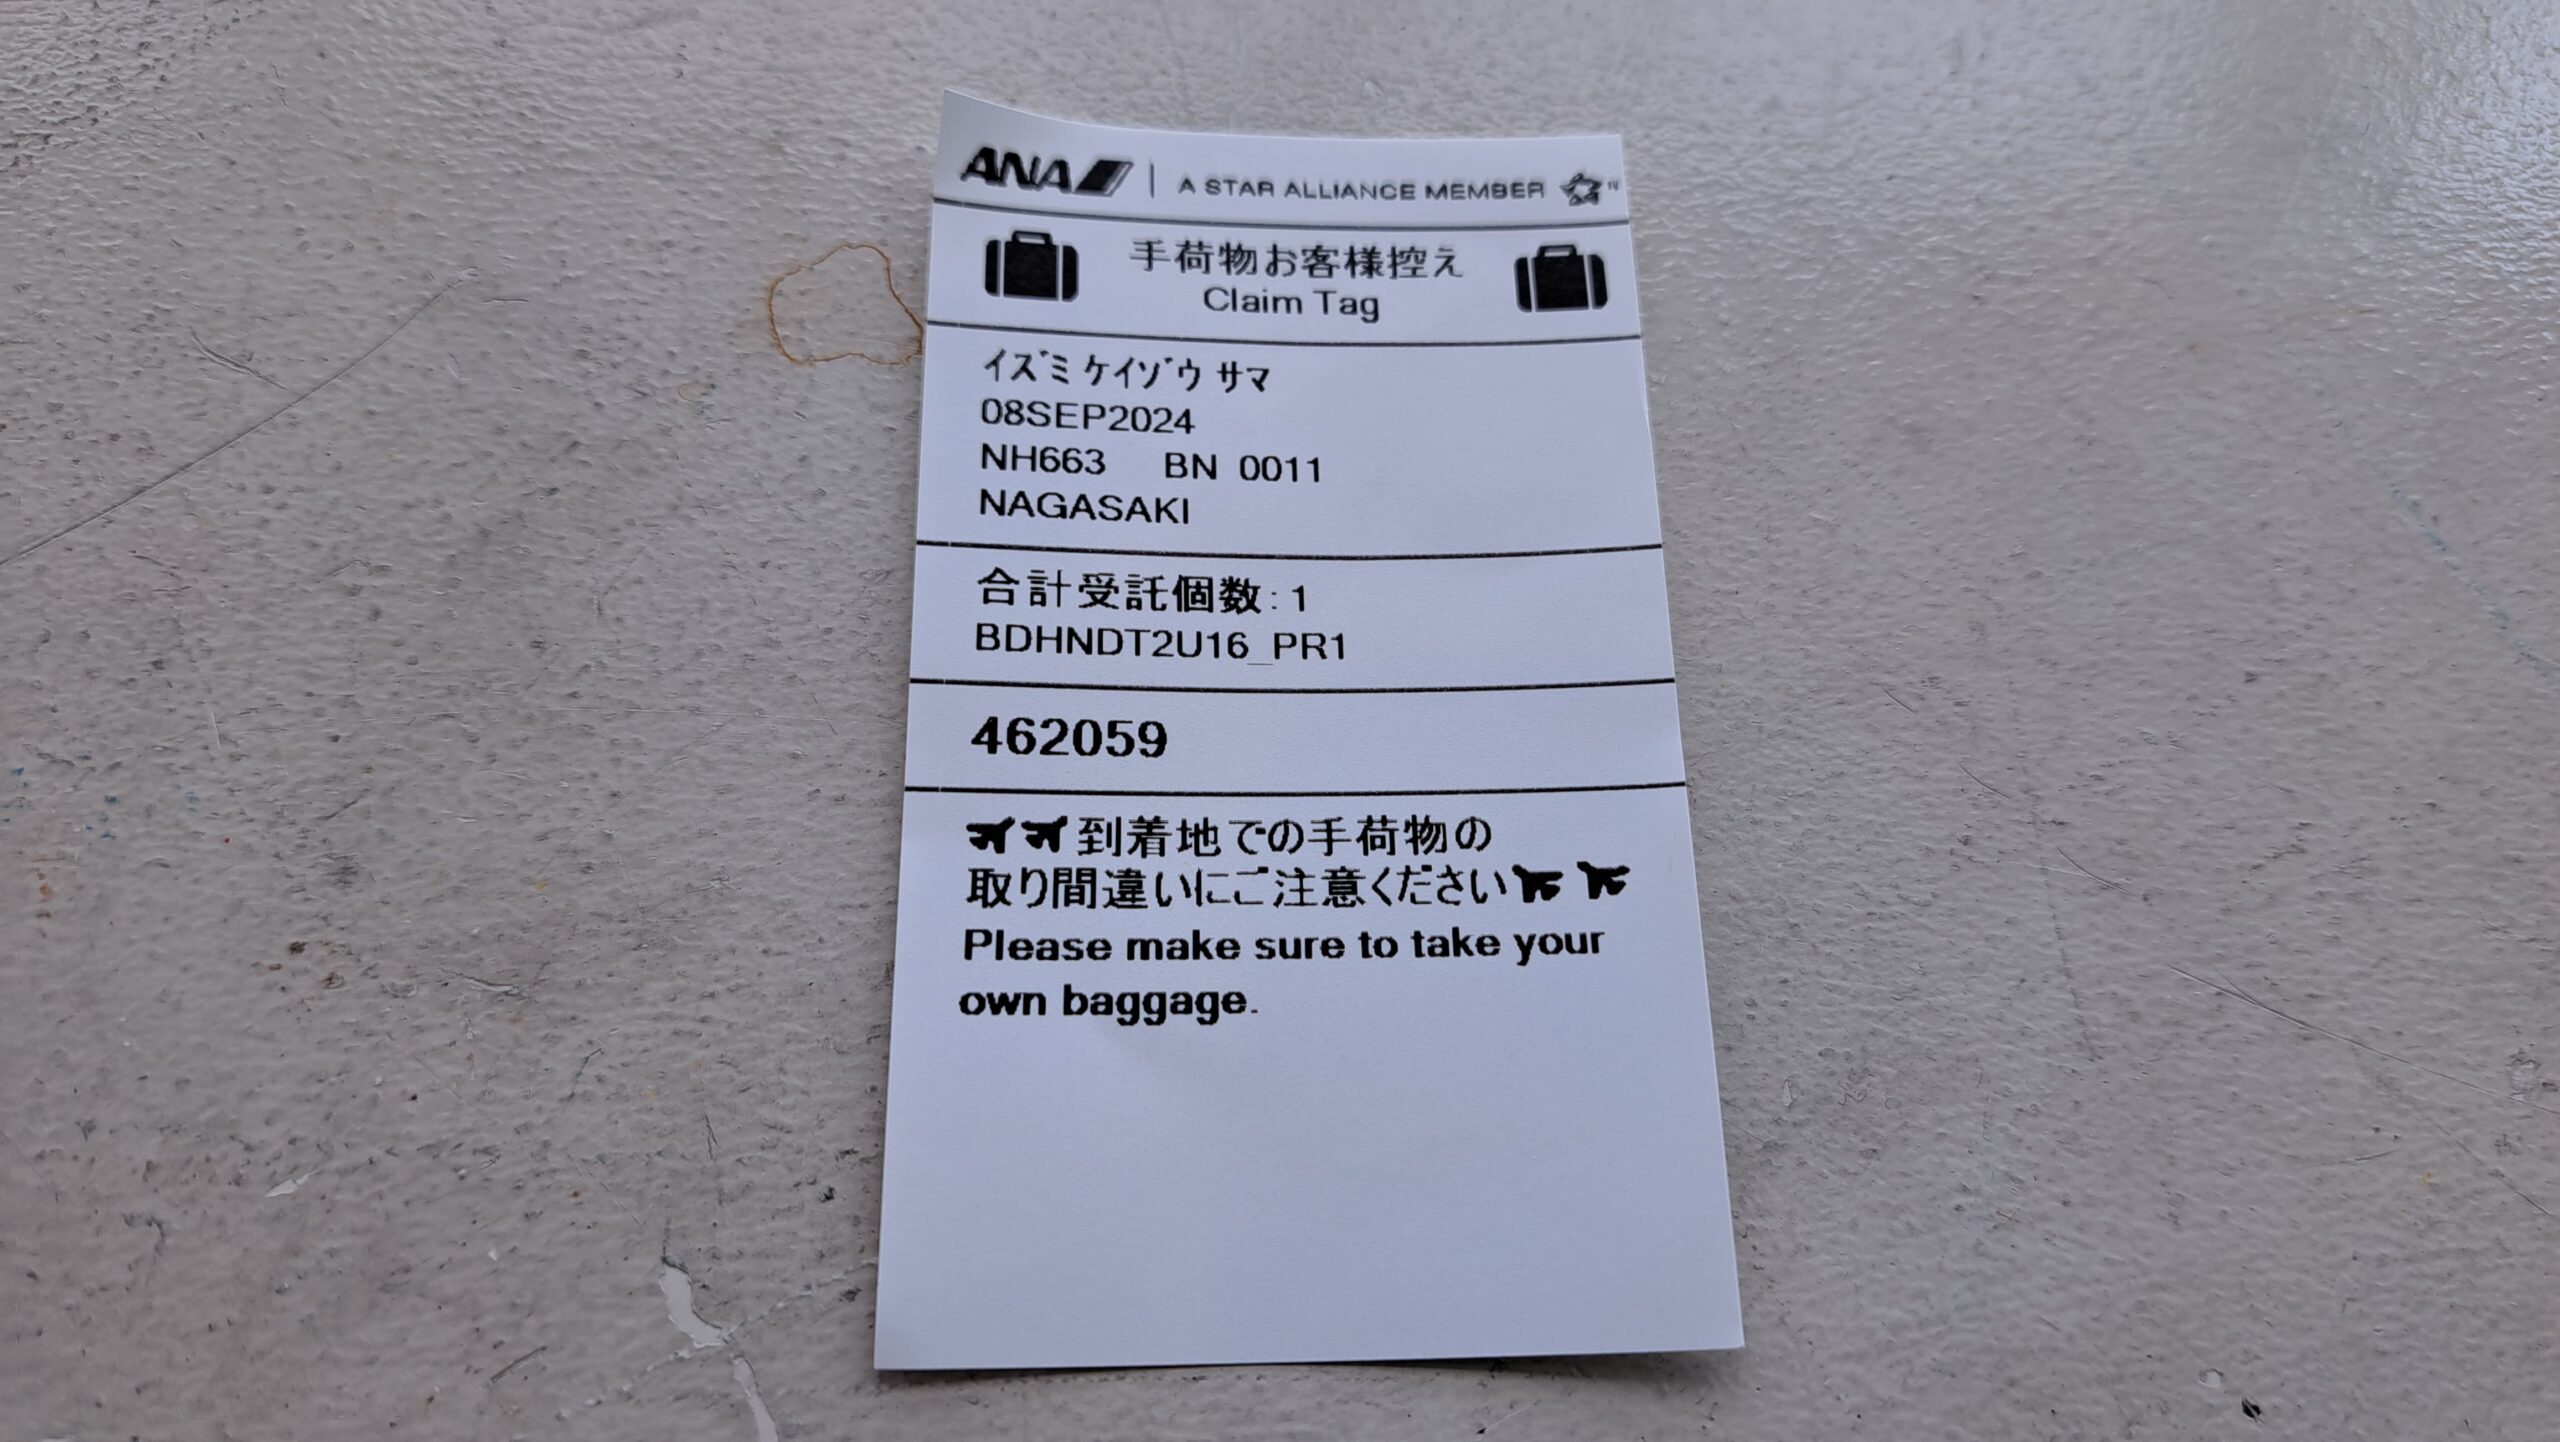 ANA | A STAR ALLIANCE MEMBER
手荷物お客様控え
Claim Tag
ｲｽﾞﾐ ｹｲｿﾞｳ ｻﾏ
08SEP2024
NH663 BN 0011
NAGASAKI
合計受託個数: 1
BDHNDT2U16_PR1
462059
到着地での手荷物の
取り間違いにご注意ください
Please make sure to take your
own baggage.